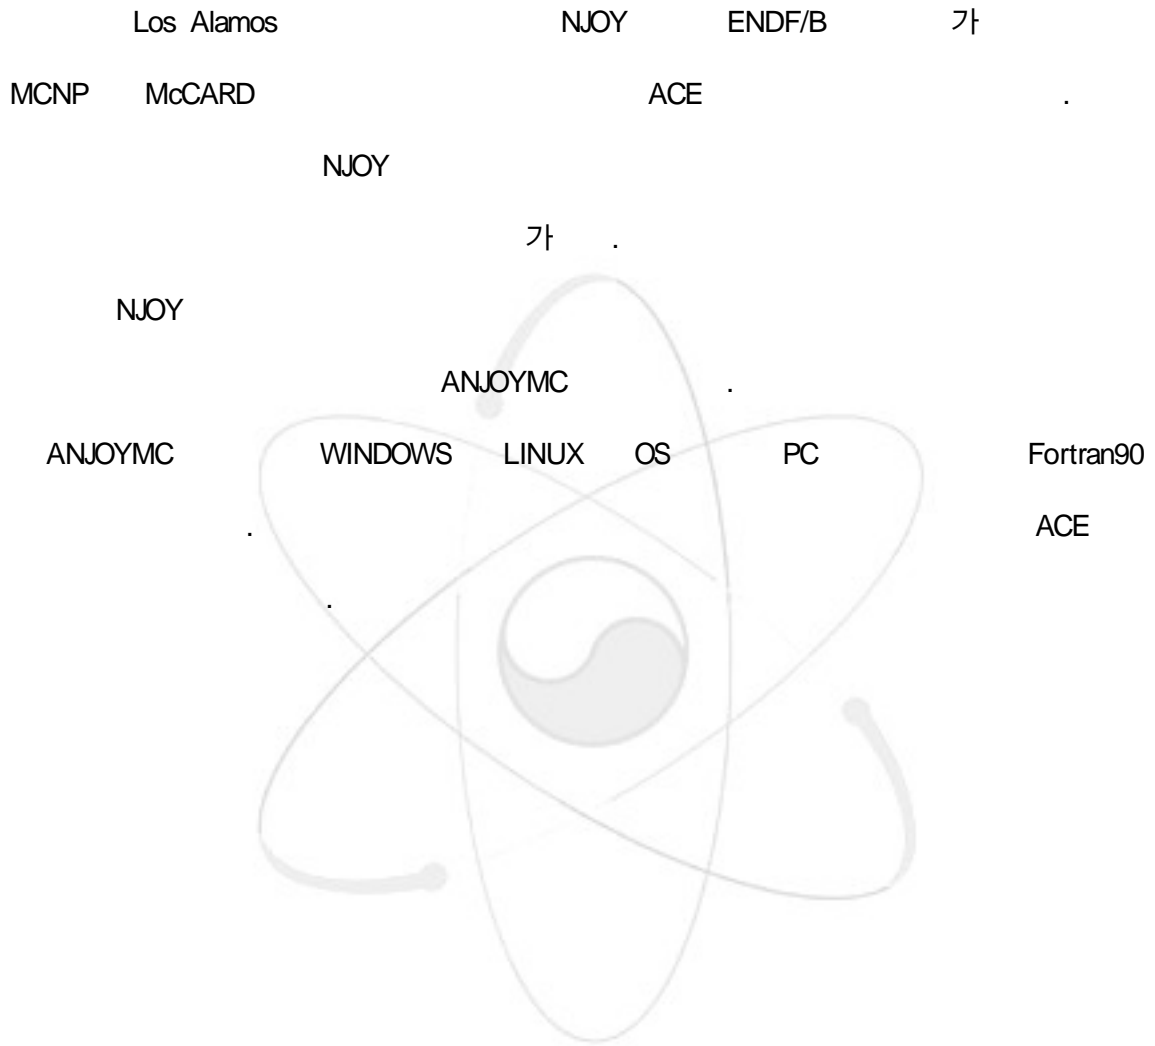 Los Alamos NJOY ENDF/B 가
MCNP McCARD ACE .
NJOY
가 .
NJOY
ANJOYMC .
ANJOYMC WINDOWS LINUX OS PC Fortran90
. ACE
.